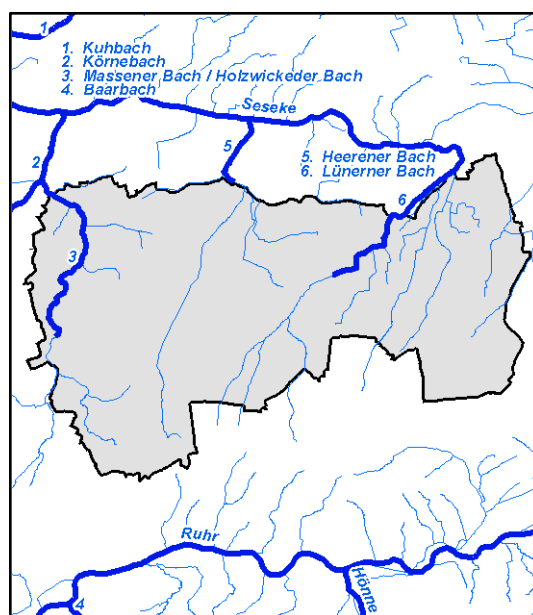 1
1. Kuhbach
2. Körnebach
3. Massener Bach / Holzwickeder Bach
4. Baarbach
Seseke
5
5. Heerener Bach
6. Lünerner Bach
2
6
3
Ruhr
Hönne
4